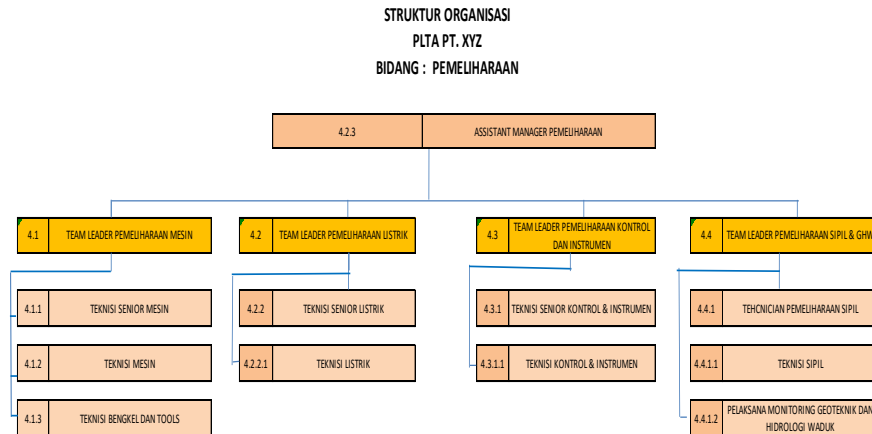 STRUKTUR ORGANISASI
PLTA PT. XYZ
BIDANG : PEMELIHARAAN
4.2.3 ASSISTANT MANAGER PEMELIHARAAN
4.1 TEAM LEADER PEMELIHARAAN MESIN
4.2 TEAM LEADER PEMELIHARAAN LISTRIK
4.3 TEAM LEADER PEMELIHARAAN KONTROL
DAN INSTRUMEN
4.4 TEAM LEADER PEMELIHARAAN SIPIL & GHW
4.1.1 TEKNISI SENIOR MESIN
4.2.2 TEKNISI SENIOR LISTRIK
4.3.1 TEKNISI SENIOR KONTROL & INSTRUMEN
4.4.1 TEHCNICIAN PEMELIHARAAN SIPIL
4.1.2 TEKNISI MESIN
4.2.2.1 TEKNISI LISTRIK
4.3.1.1 TEKNISI KONTROL & INSTRUMEN
4.4.1.1 TEKNISI SIPIL
4.1.3 TEKNISI BENGKEL DAN TOOLS
4.4.1.2 PELAKSANA MONITORING GEOTEKNIK DAN
HIDROLOGI WADUK